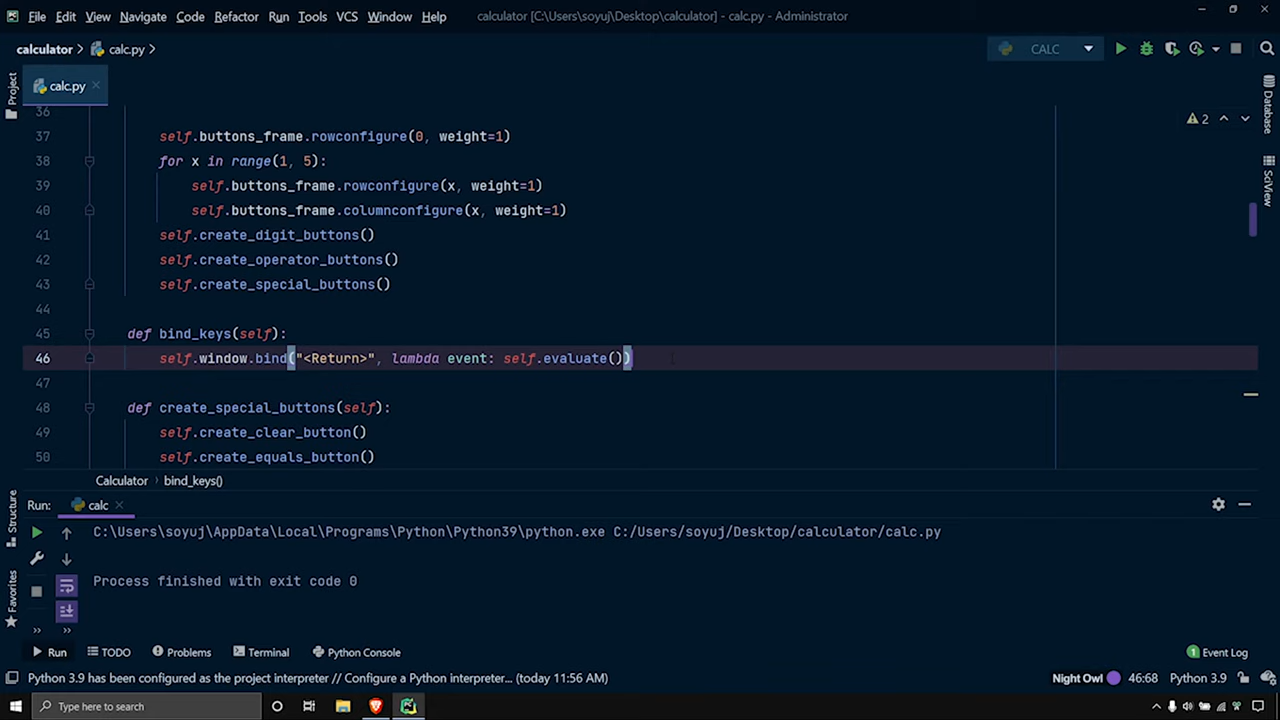 File Edit View Navigate Code Refactor Run Tools VCS Window Help calculator [C:\Users\soyuj\Desktop\calculator] - calc.py - Administrator
calculator calc.py CALC
Project
calc.py
Database
SciView
2
36
37 self.buttons_frame.rowconfigure(0, weight=1)
38 for x in range(1, 5):
39 self.buttons_frame.rowconfigure(x, weight=1)
40 self.buttons_frame.columnconfigure(x, weight=1)
41 self.create_digit_buttons()
42 self.create_operator_buttons()
43 self.create_special_buttons()
44
45 def bind_keys(self):
46 self.window.bind("<Return>", lambda event: self.evaluate())
47
48 def create_special_buttons(self):
49 self.create_clear_button()
50 self.create_equals_button()
Calculator bind_keys()
Structure
Favorites
Run: calc
C:\Users\soyuj\AppData\Local\Programs\Python\Python39\python.exe C:/Users/soyuj/Desktop/calculator/calc.py
Process finished with exit code 0
» »
Run TODO Problems Terminal Python Console 1 Event Log
Python 3.9 has been configured as the project interpreter // Configure a Python interpreter... (today 11:56 AM) Night Owl 46:68 Python 3.9
Type here to search